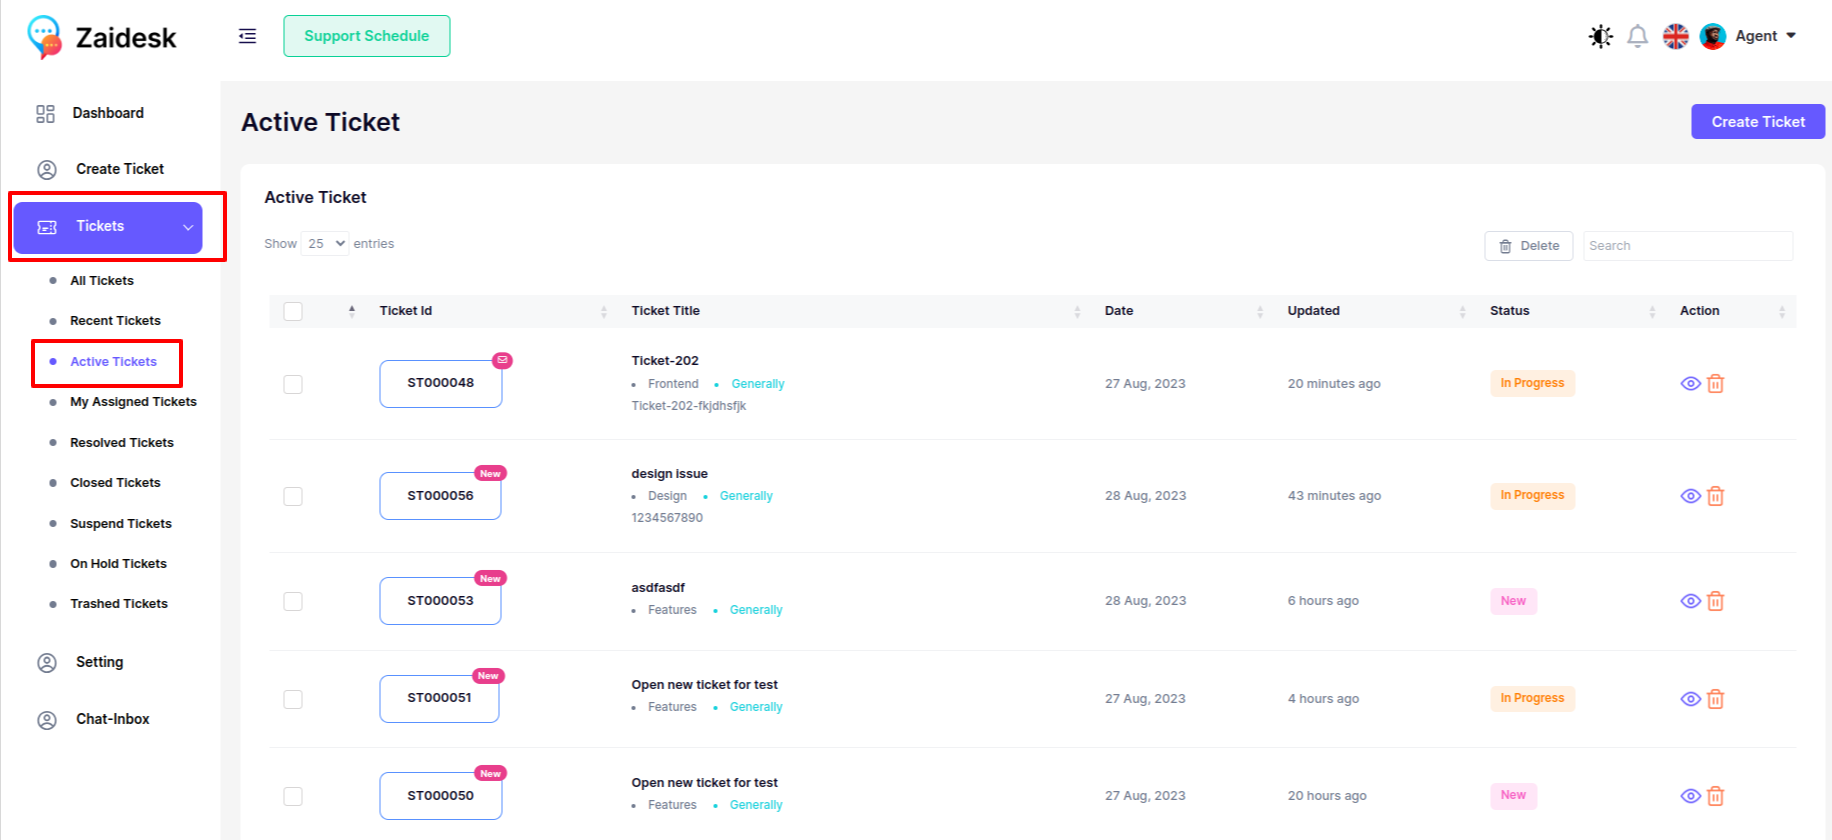 Zaidesk
Support Schedule
Agent
Dashboard
Create Ticket
Tickets
All Tickets
Recent Tickets
Active Tickets
My Assigned Tickets
Resolved Tickets
Closed Tickets
Suspend Tickets
On Hold Tickets
Trashed Tickets
Setting
Chat-Inbox
Active Ticket
Create Ticket
Active Ticket
Show 25 entries
Delete
Search
Ticket Id Ticket Title Date Updated Status Action
ST000048
Ticket-202
• Frontend • Generally
Ticket-202-fkjdhsfjk
27 Aug, 2023
20 minutes ago
In Progress
New
ST000056
design issue
• Design • Generally
1234567890
28 Aug, 2023
43 minutes ago
In Progress
New
ST000053
asdfasdf
• Features • Generally
28 Aug, 2023
6 hours ago
New
New
ST000051
Open new ticket for test
• Features • Generally
27 Aug, 2023
4 hours ago
In Progress
New
ST000050
Open new ticket for test
• Features • Generally
27 Aug, 2023
20 hours ago
New